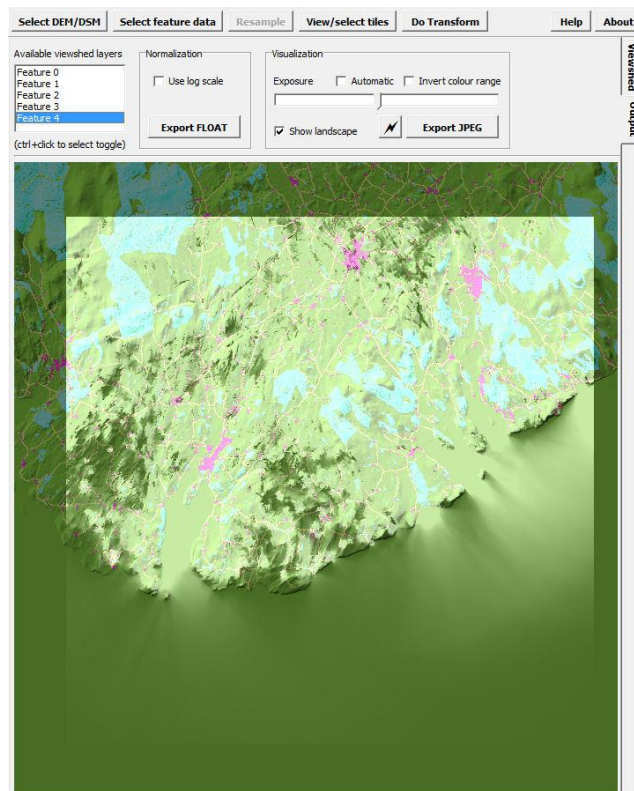 Select DEM/DSM Select feature data Resample View/select tiles Do Transform Help About
Available viewshed layers
Feature 0
Feature 1
Feature 2
Feature 3
Feature 4
(ctrl+click to select toggle)
Normalization
Use log scale
Export FLOAT
Visualization
Exposure Automatic Invert colour range
Show landscape Export JPEG
Viewshed
Output